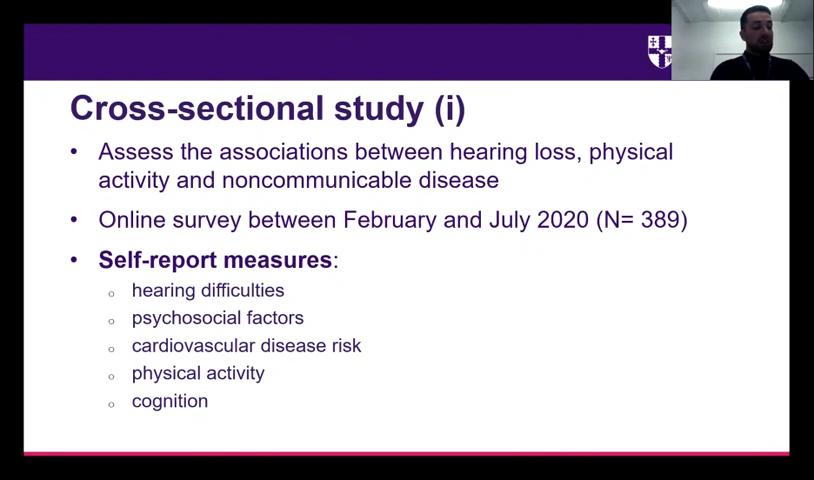 Cross-sectional study (i)
• Assess the associations between hearing loss, physical
activity and noncommunicable disease
• Online survey between February and July 2020 (N= 389)
• Self-report measures:
○ hearing difficulties
○ psychosocial factors
○ cardiovascular disease risk
○ physical activity
○ cognition